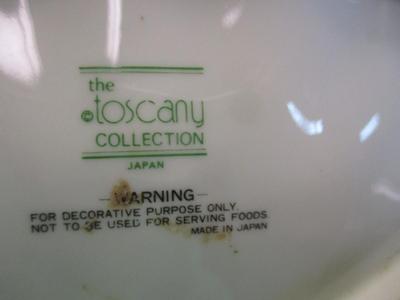 the
©toscany
COLLECTION
JAPAN
-WARNING-
FOR DECORATIVE PURPOSE ONLY.
NOT TO BE USED FOR SERVING FOODS.
MADE IN JAPAN